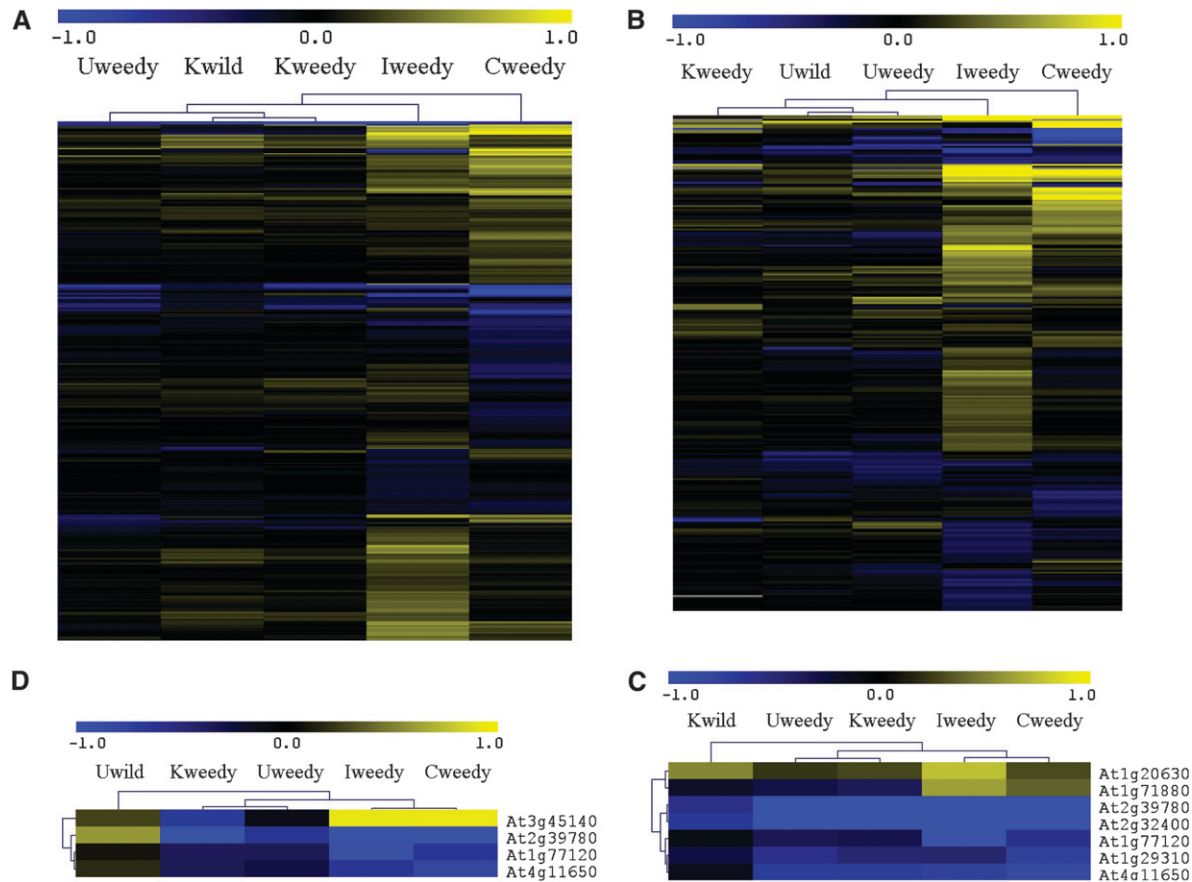 A
-1.0 0.0 1.0
Uweedy Kwild Kweedy Iweedy Cweedy
B
-1.0 0.0 1.0
Kweedy Uwild Uweedy Iweedy Cweedy
D
-1.0 0.0 1.0
Uwild Kweedy Uweedy Iweedy Cweedy
At3g45140
At2g39780
At1g77120
At4g11650
C
-1.0 0.0 1.0
Kwild Uweedy Kweedy Iweedy Cweedy
At1g20630
At1g71880
At2g39780
At2g32400
At1g77120
At1g29310
At4g11650